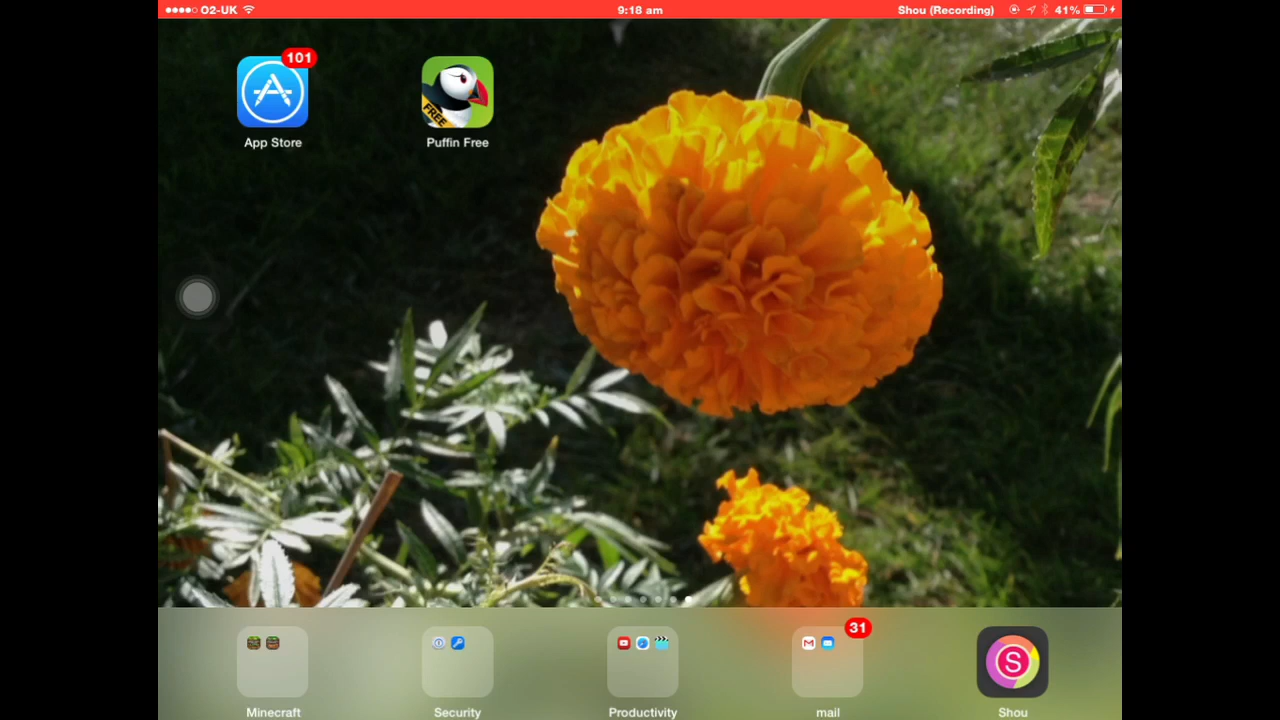 O2-UK
9:18 am
Shou (Recording)
41%
101
App Store
FREE
Puffin Free
31
Minecraft
Security
Productivity
mail
S
Shou